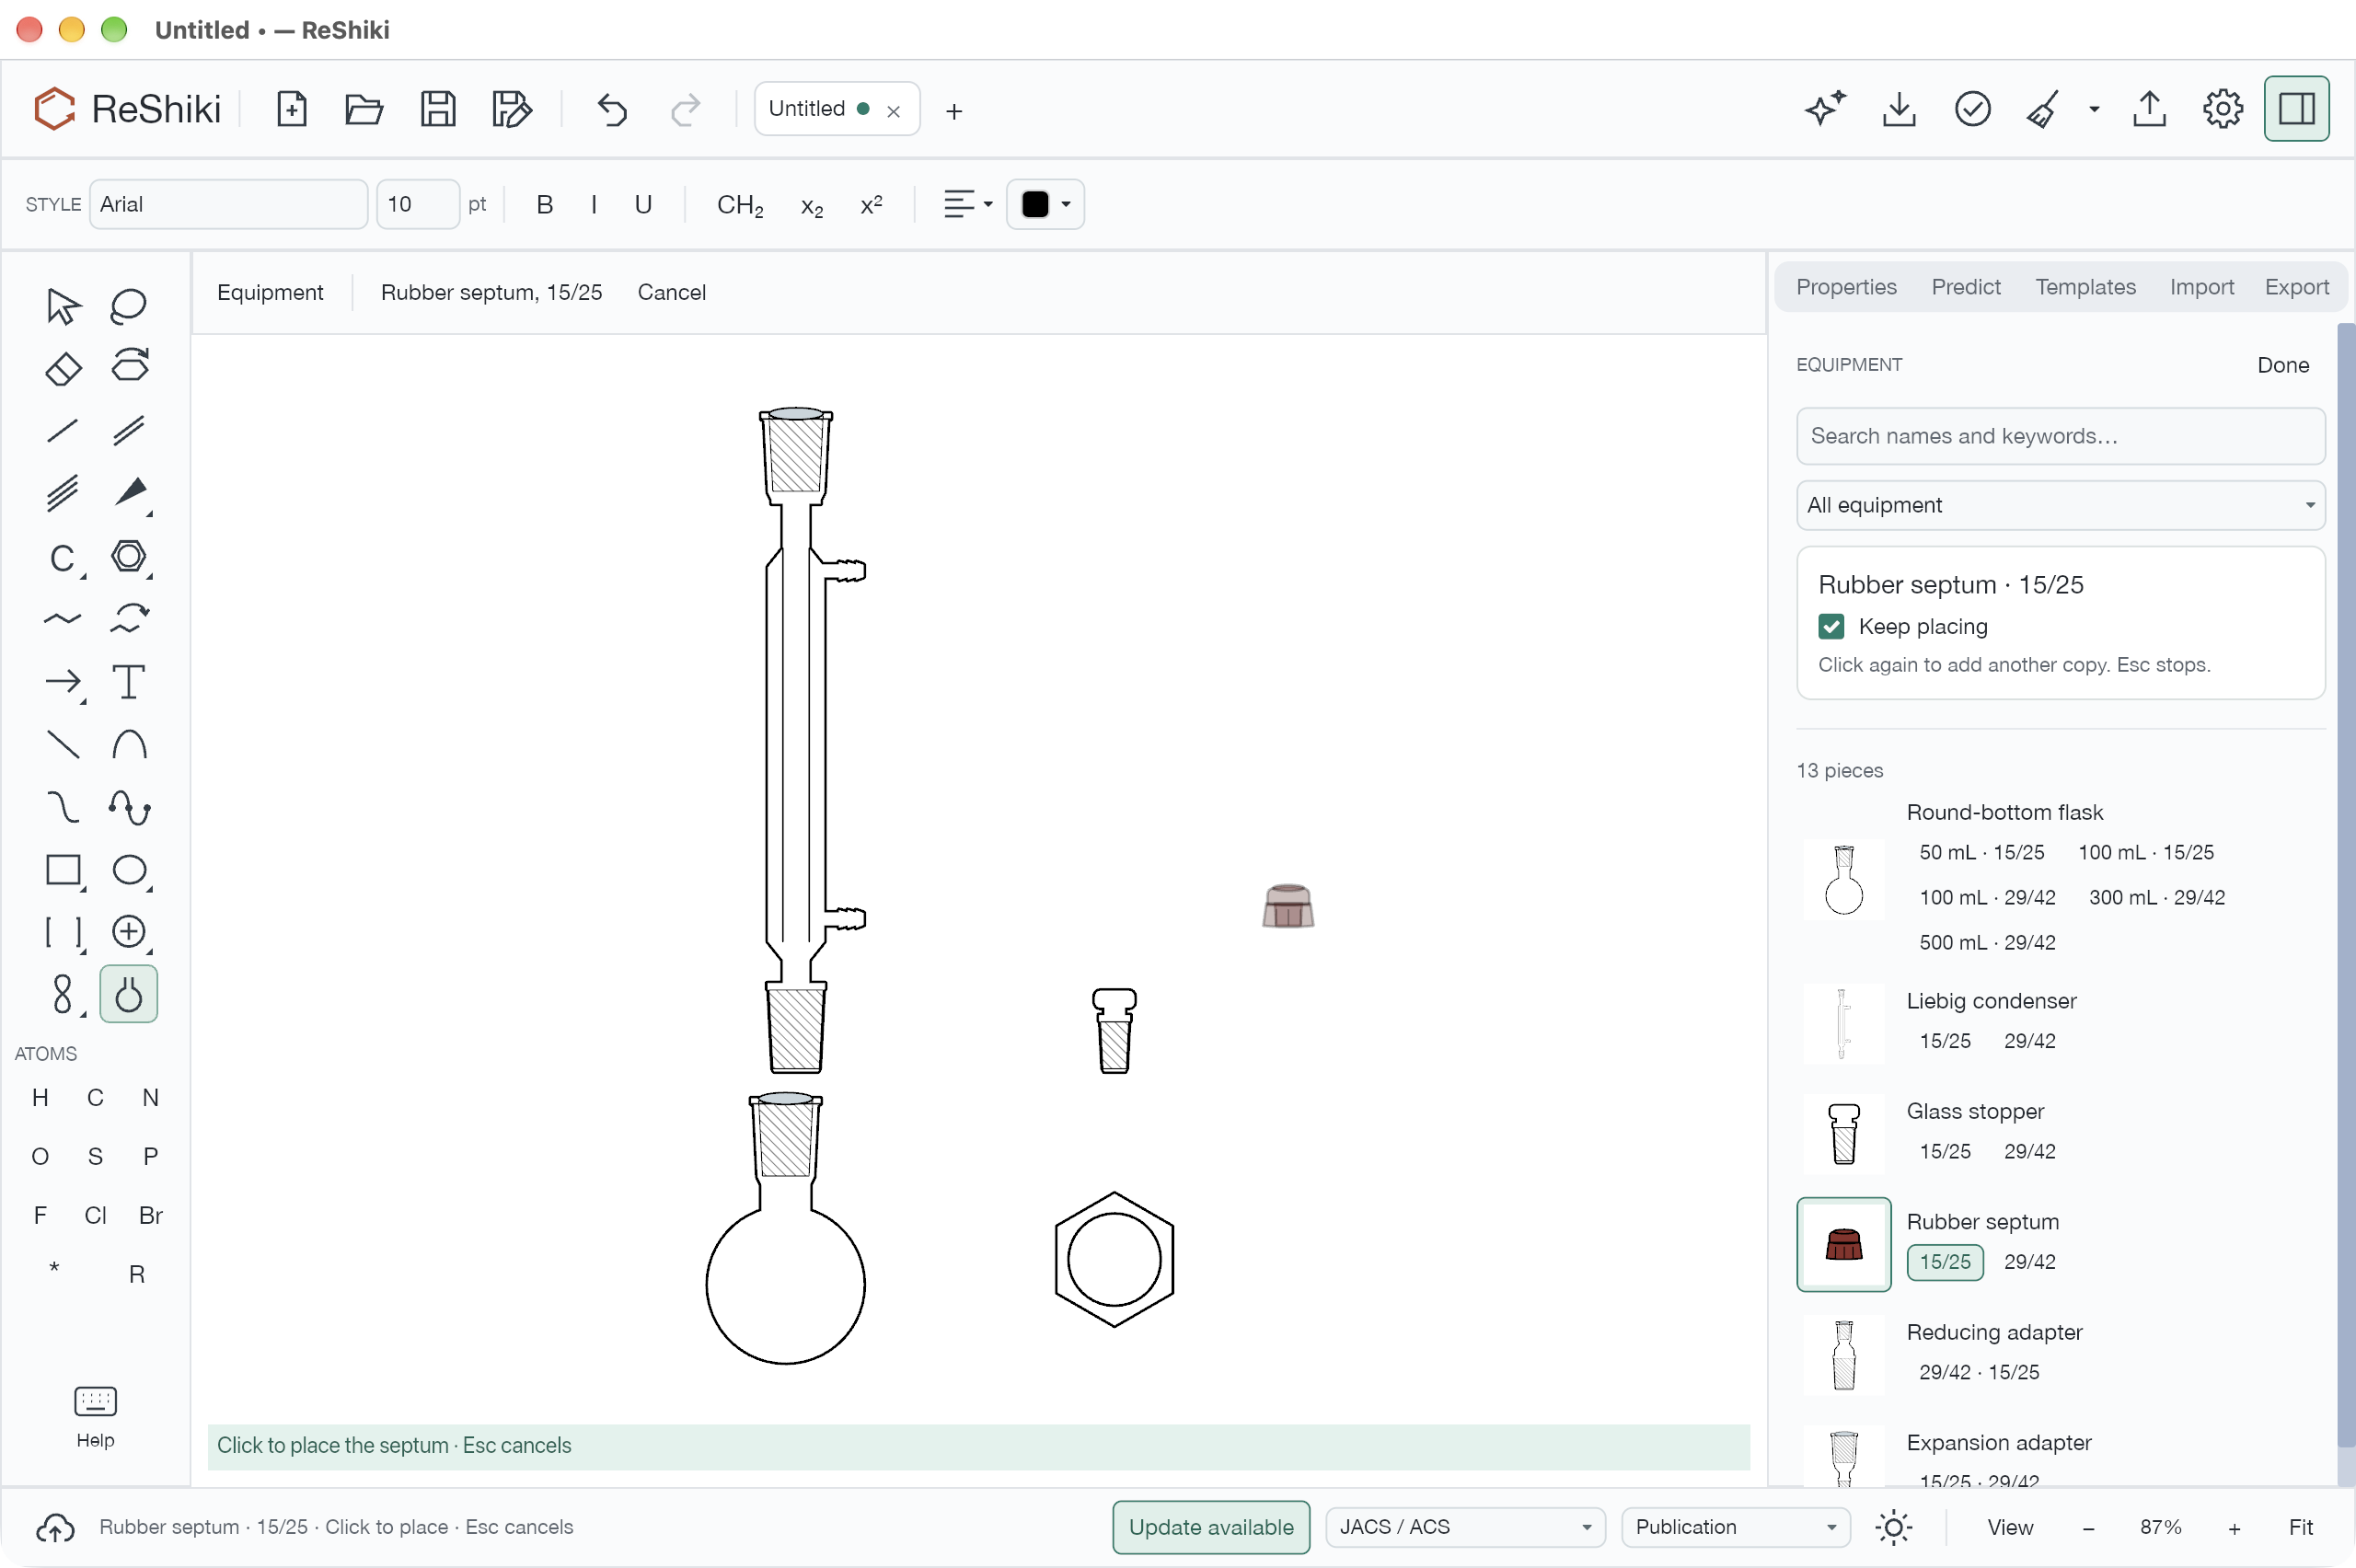 Untitled • — ReShiki
ReShiki
Untitled
STYLE Arial 10 pt B I U CH₂ x₂ x²
Equipment Rubber septum, 15/25 Cancel
Properties Predict Templates Import Export
EQUIPMENT Done
Search names and keywords...
All equipment
Rubber septum · 15/25
Keep placing
Click again to add another copy. Esc stops.
13 pieces
Round-bottom flask
50 mL · 15/25 100 mL · 15/25
100 mL · 29/42 300 mL · 29/42
500 mL · 29/42
Liebig condenser
15/25 29/42
Glass stopper
15/25 29/42
Rubber septum
15/25 29/42
Reducing adapter
29/42 · 15/25
Expansion adapter
15/25 · 29/42
C
T
ATOMS
H C N
O S P
F Cl Br
* R
Help
Click to place the septum · Esc cancels
Rubber septum · 15/25 · Click to place · Esc cancels
Update available
JACS / ACS
Publication
View − 87% + Fit